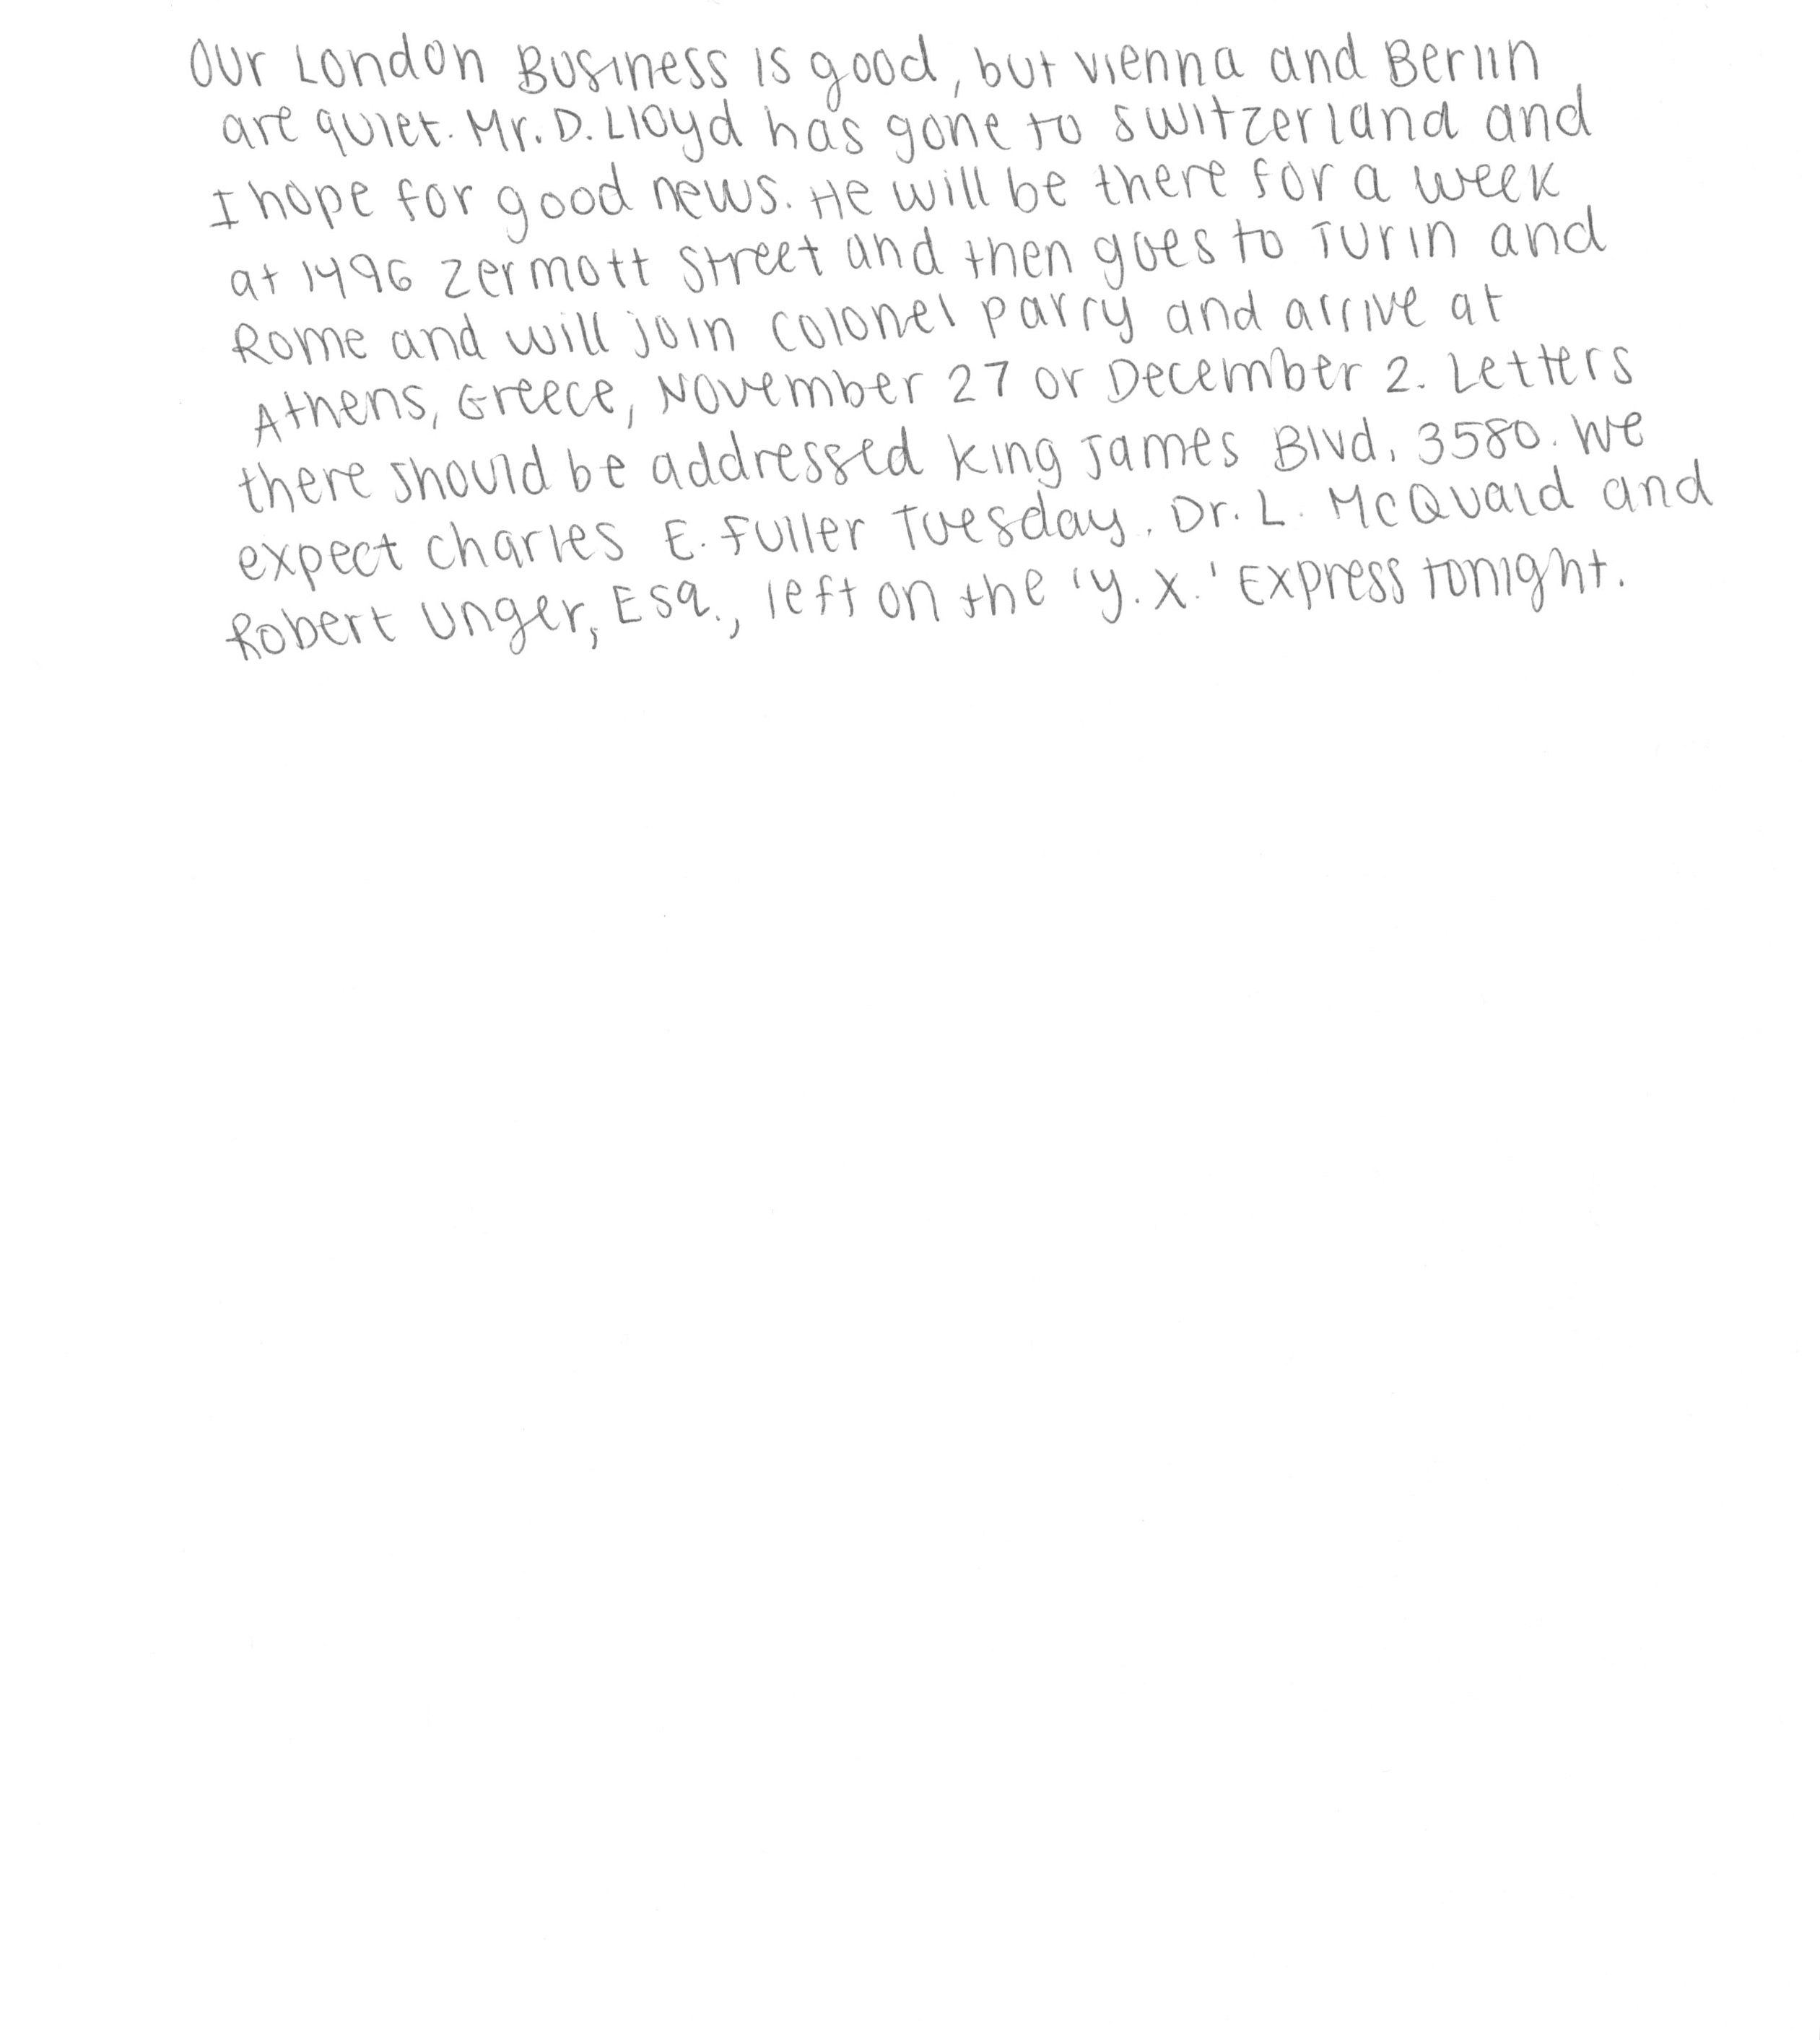 Our London Business is good, but vienna and Berlin
are quiet. Mr. D. Lloyd has gone to switzerland and
I hope for good news. He will be there for a week
at 1496 Zermott Street and then goes to Turin and
Rome and will join Colonel Parry and arrive at
Athens, Greece, November 27 or December 2. Letters
there should be addressed King James Blvd. 3580. We
expect Charles E. Fuller Tuesday. Dr. L. McQuaid and
Robert Unger, Esq., left on the 'Y.X.' Express tonight.